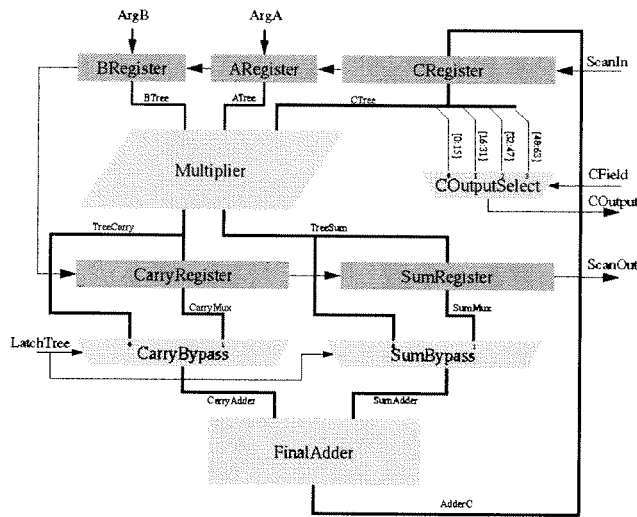 ArgB
ArgA
BRegister
ARegister
CRegister
ScanIn
BTree
ATree
CTree
Multiplier
[0:15]
[16:31]
[32:47]
[48:63]
COutputSelect
CField
COutput
TreeCarry
TreeSum
CarryRegister
SumRegister
ScanOut
CarryMux
SumMux
LatchTree
CarryBypass
SumBypass
CarryAdder
SumAdder
FinalAdder
AdderC